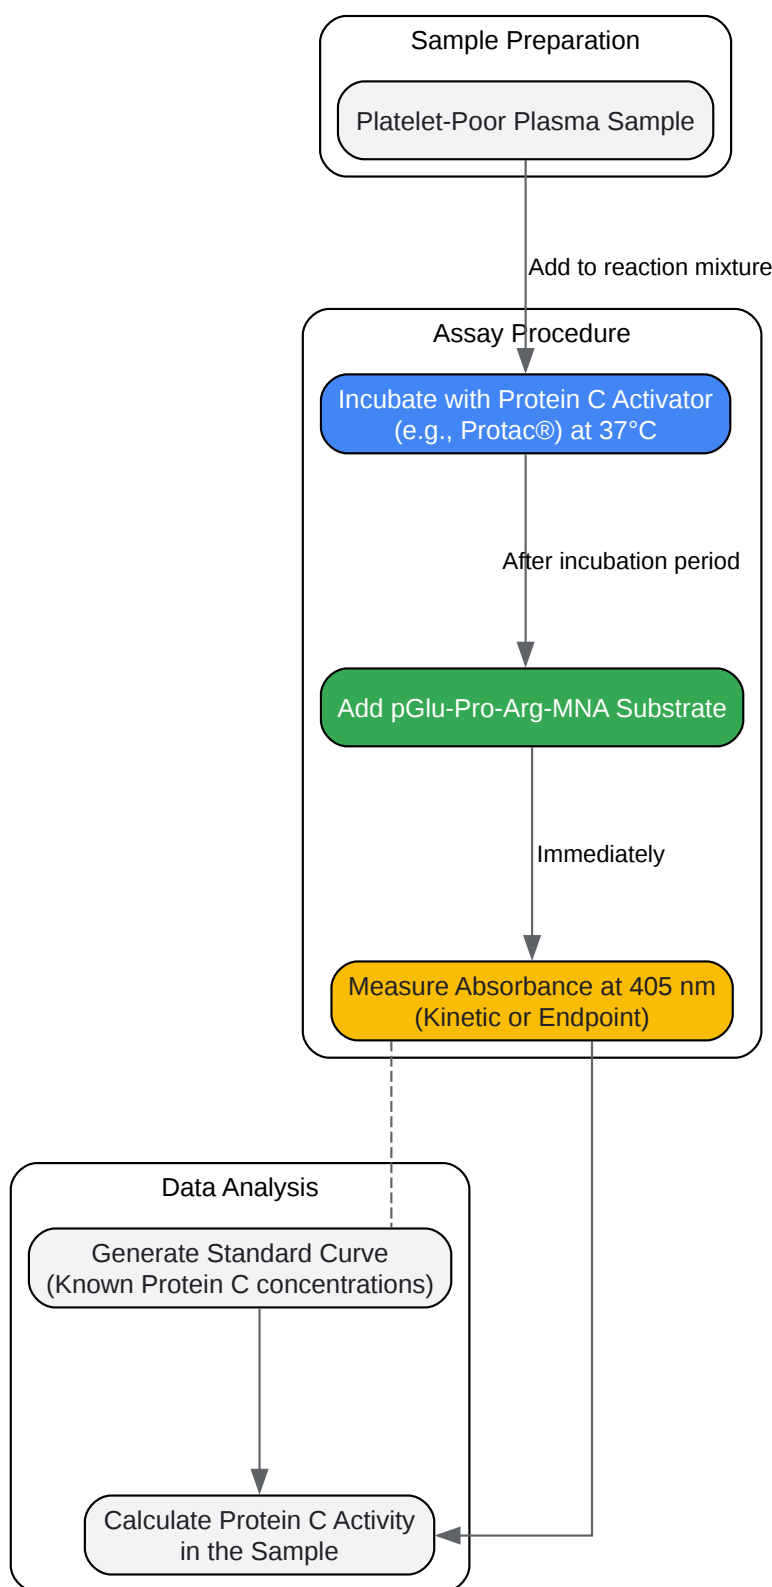 Sample Preparation
Platelet-Poor Plasma Sample
Add to reaction mixture
Assay Procedure
Incubate with Protein C Activator
(e.g., Protac®) at 37°C
After incubation period
Add pGlu-Pro-Arg-MNA Substrate
Immediately
Measure Absorbance at 405 nm
(Kinetic or Endpoint)
Data Analysis
Generate Standard Curve
(Known Protein C concentrations)
Calculate Protein C Activity
in the Sample